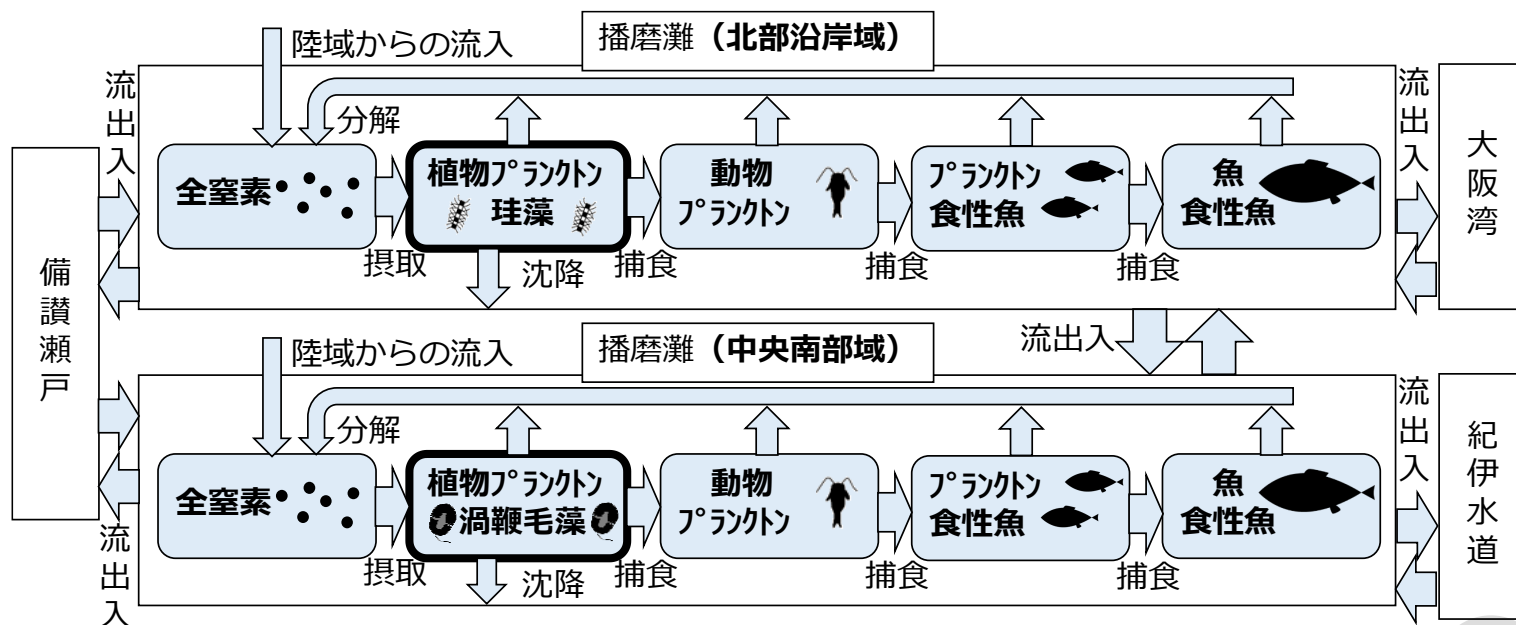 播磨灘（北部沿岸域）
陸域からの流入
流出入
流出入
分解
全窒素
植物プランクトン
珪藻
動物
プランクトン
プランクトン
食性魚
魚
食性魚
摂取
沈降
捕食
捕食
捕食
大阪湾
備讃瀬戸
流出入
播磨灘（中央南部域）
陸域からの流入
流出入
分解
全窒素
植物プランクトン
渦鞭毛藻
動物
プランクトン
プランクトン
食性魚
魚
食性魚
摂取
沈降
捕食
捕食
捕食
紀伊水道
流出入